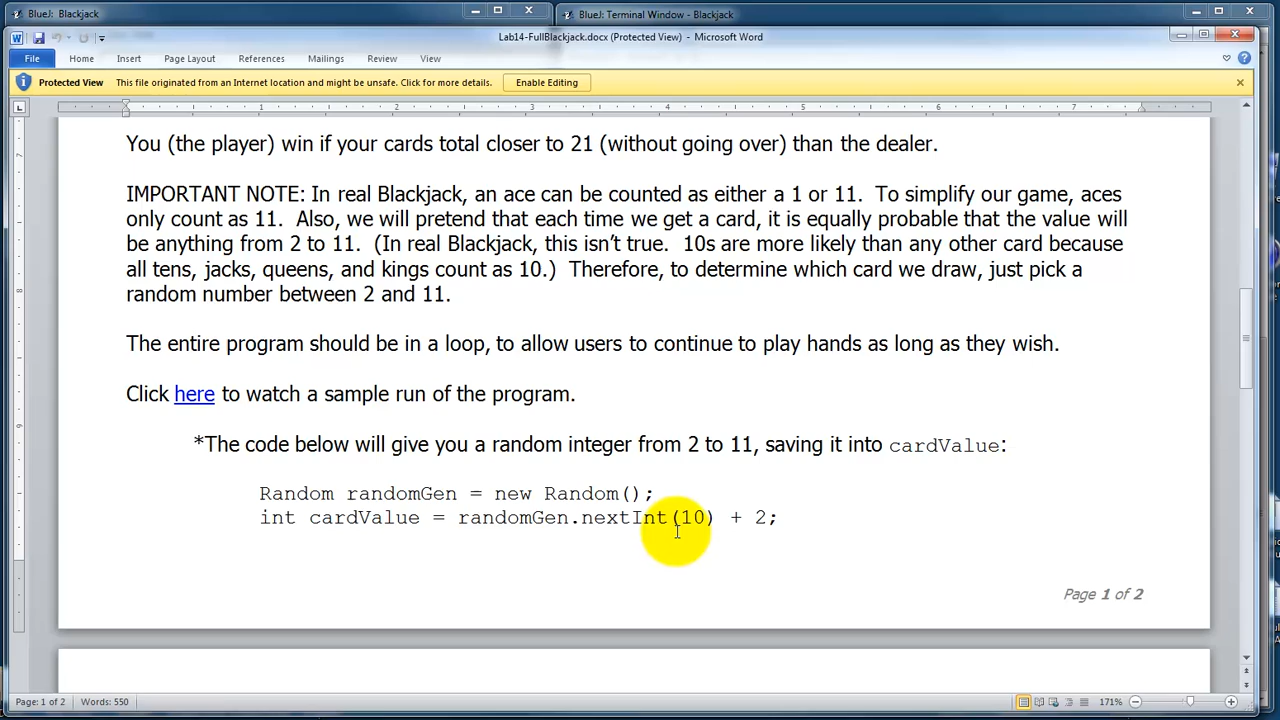 BlueJ: Blackjack
BlueJ: Terminal Window - Blackjack
Lab14-FullBlackjack.docx (Protected View) - Microsoft Word
File Home Insert Page Layout References Mailings Review View
Protected View This file originated from an Internet location and might be unsafe. Click for more details. Enable Editing
1 2 3 4 5 6 7
You (the player) win if your cards total closer to 21 (without going over) than the dealer.
IMPORTANT NOTE: In real Blackjack, an ace can be counted as either a 1 or 11. To simplify our game, aces
only count as 11. Also, we will pretend that each time we get a card, it is equally probable that the value will
be anything from 2 to 11. (In real Blackjack, this isn't true. 10s are more likely than any other card because
all tens, jacks, queens, and kings count as 10.) Therefore, to determine which card we draw, just pick a
random number between 2 and 11.
The entire program should be in a loop, to allow users to continue to play hands as long as they wish.
Click here to watch a sample run of the program.
*The code below will give you a random integer from 2 to 11, saving it into cardValue:
Random randomGen = new Random();
int cardValue = randomGen.nextInt(10) + 2;
Page 1 of 2
Page: 1 of 2 Words: 550 171%